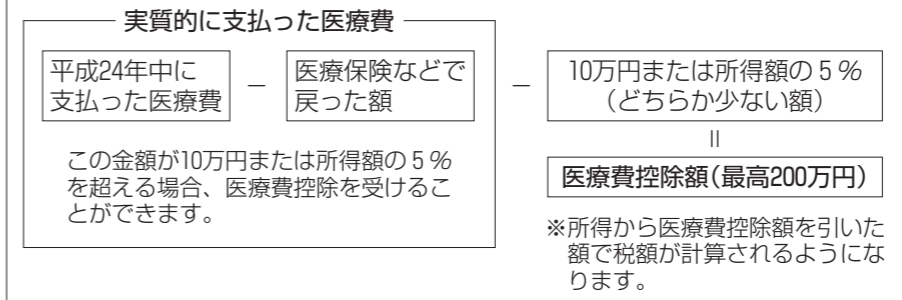 実質的に支払った医療費
平成24年中に
支払った医療費
－
医療保険などで
戻った額
この金額が10万円または所得額の５％
を超える場合、医療費控除を受けるこ
とができます。
－
10万円または所得額の５％
（どちらか少ない額）
＝
医療費控除額（最高200万円）
※所得から医療費控除額を引いた
額で税額が計算されるようにな
ります。